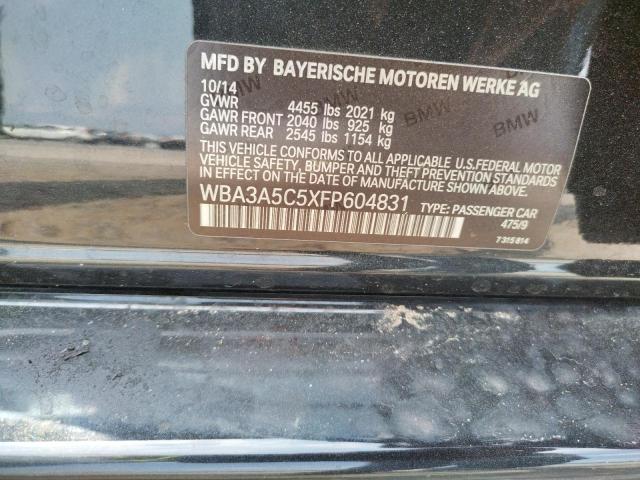 MFD BY BAYERISCHE MOTOREN WERKE AG
10/14
GVWR 4455 lbs 2021 kg
GAWR FRONT 2040 lbs 925 kg
GAWR REAR 2545 lbs 1154 kg
THIS VEHICLE CONFORMS TO ALL APPLICABLE U.S.FEDERAL MOTOR
VEHICLE SAFETY, BUMPER AND THEFT PREVENTION STANDARDS
IN EFFECT ON THE DATE OF MANUFACTURE SHOWN ABOVE.
WBA3A5C5XFP604831 TYPE: PASSENGER CAR
475/9
7315814
BMW
BMW
BMW